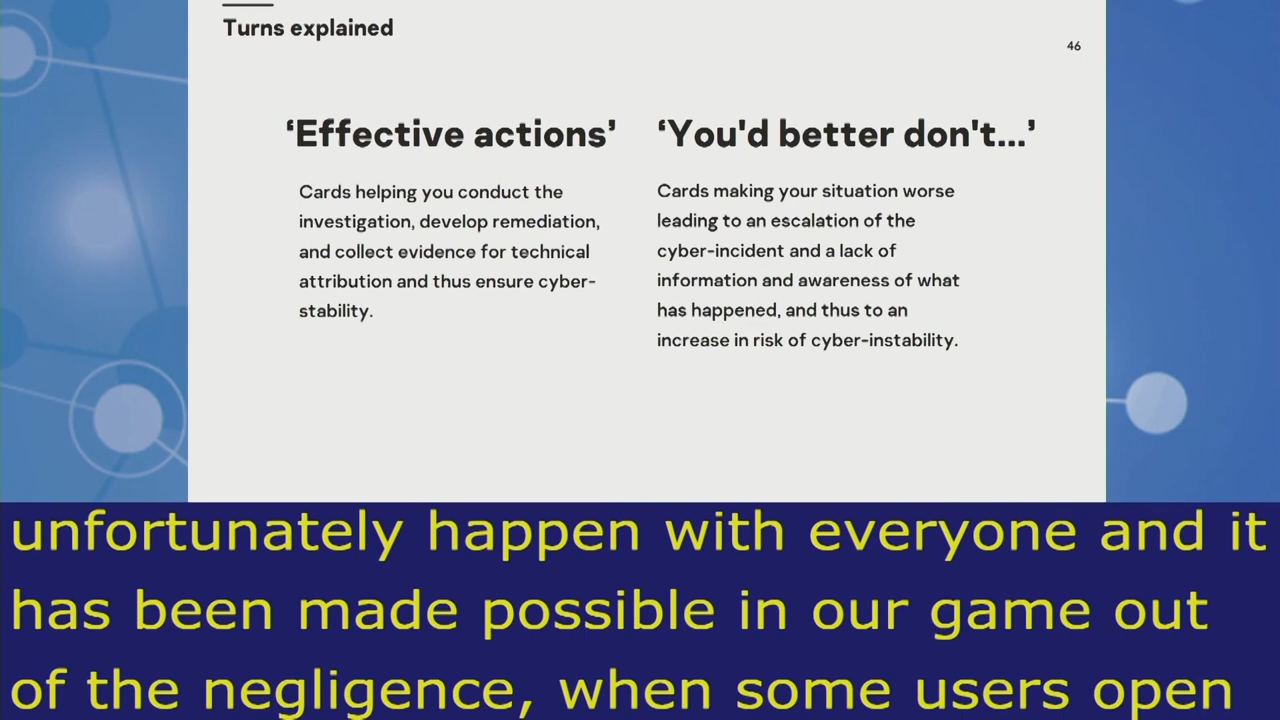 Turns explained
46
‘Effective actions’
Cards helping you conduct the
investigation, develop remediation,
and collect evidence for technical
attribution and thus ensure cyber-
stability.
‘You'd better don't...’
Cards making your situation worse
leading to an escalation of the
cyber-incident and a lack of
information and awareness of what
has happened, and thus to an
increase in risk of cyber-instability.
unfortunately happen with everyone and it
has been made possible in our game out
of the negligence, when some users open